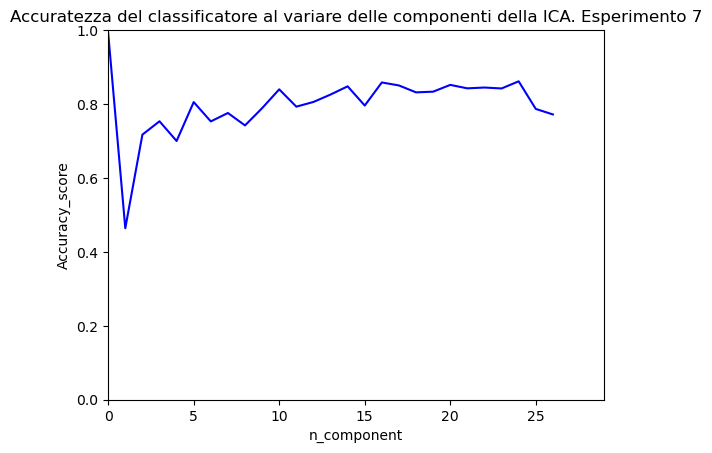 Accuratezza del classificatore al variare delle componenti della ICA. Esperimento 7
1.0
0.8
0.6
0.4
0.2
0.0
Accuracy_score
0 5 10 15 20 25
n_component